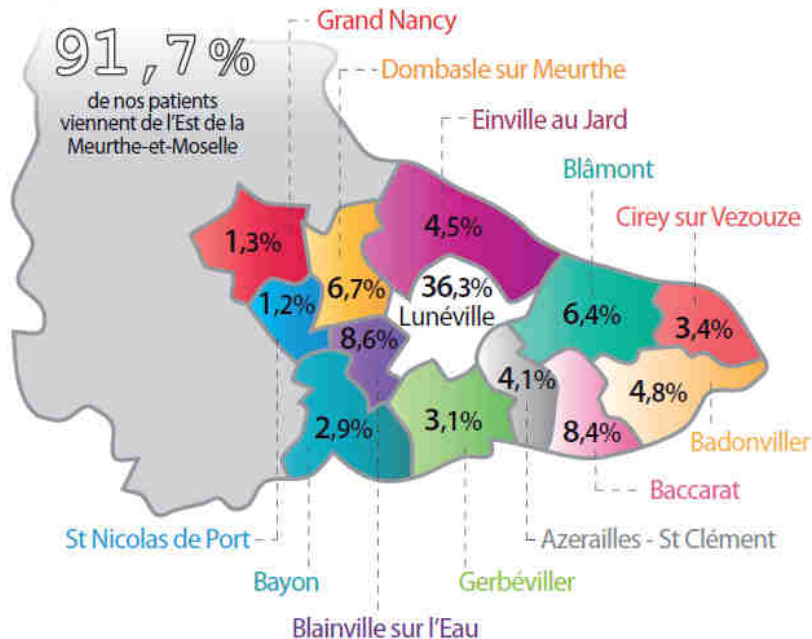 91,7%
de nos patients
viennent de l'Est de la
Meurthe-et-Moselle
Grand Nancy
Dombasle sur Meurthe
Einville au Jard
Blâmont
Cirey sur Vezouze
1,3%
4,5%
1,2%
6,7%
36,3%
Lunéville
6,4%
3,4%
8,6%
4,1%
4,8%
2,9%
3,1%
8,4%
Badonviller
Baccarat
St Nicolas de Port
Azerailles - St Clément
Bayon
Gerbéviller
Blainville sur l'Eau